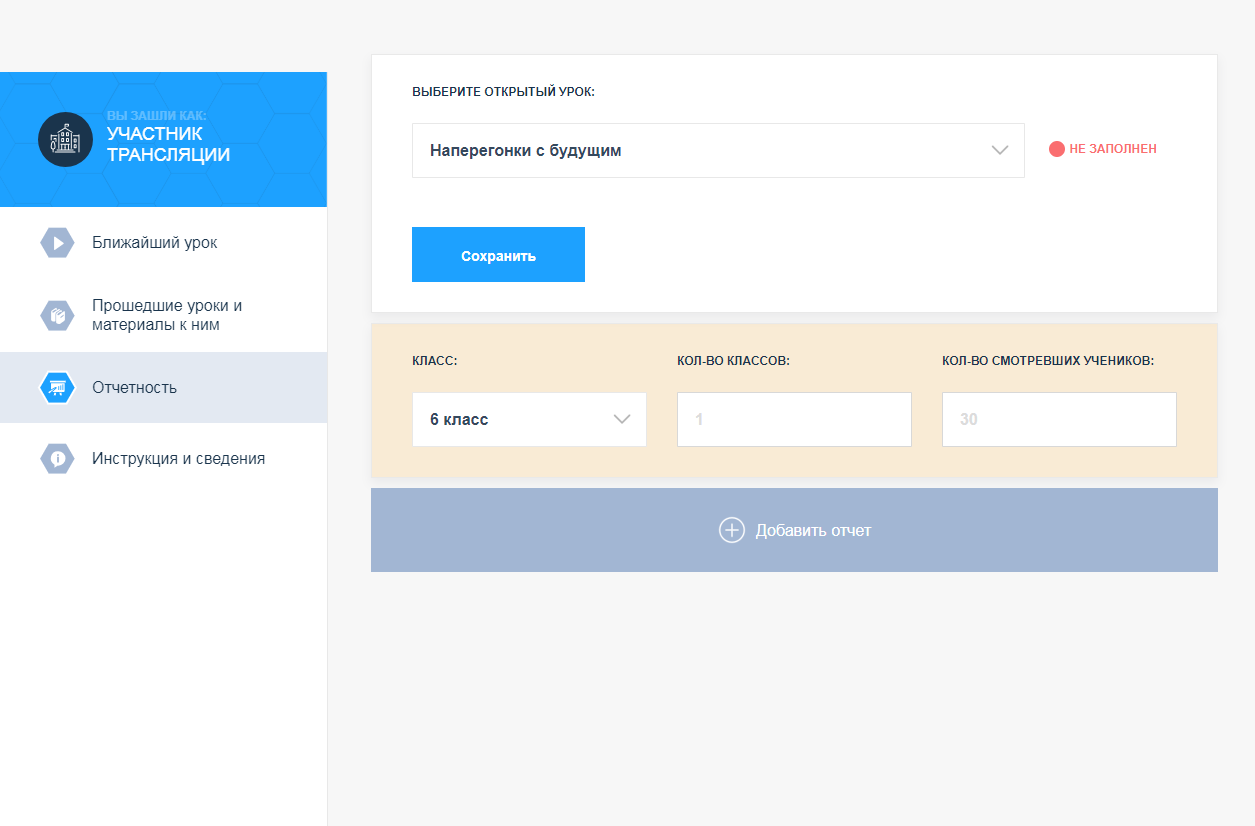 ВЫ ЗАШЛИ КАК:
УЧАСТНИК
ТРАНСЛЯЦИИ
Ближайший урок
Прошедшие уроки и
материалы к ним
Отчетность
Инструкция и сведения
ВЫБЕРИТЕ ОТКРЫТЫЙ УРОК:
Наперегонки с будущим
НЕ ЗАПОЛНЕН
Сохранить
КЛАСС:
КОЛ-ВО КЛАССОВ:
КОЛ-ВО СМОТРЕВШИХ УЧЕНИКОВ:
6 класс
1
30
Добавить отчет